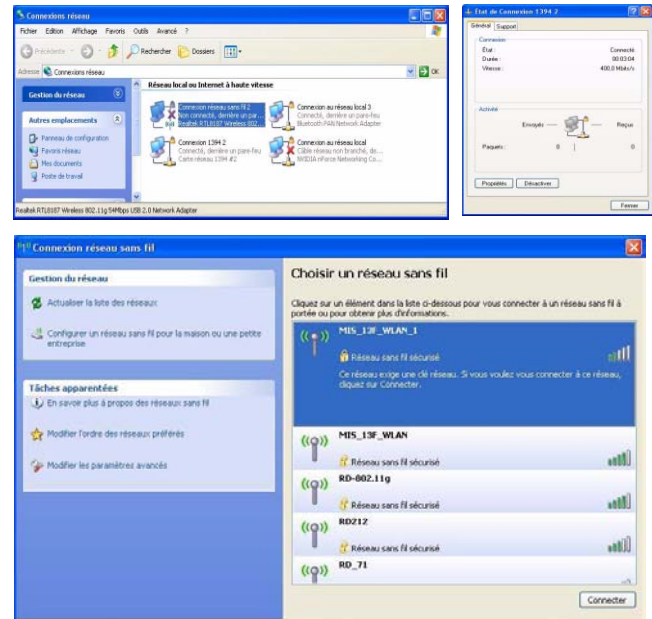 Connexions réseau
Fichier Edition Affichage Favoris Outils Avancé ?
Précédente Rechercher Dossiers
Adresse Connexions réseau OK
Gestion du réseau
Autres emplacements
Panneau de configuration
Favoris réseau
Mes documents
Poste de travail
Réseau local ou Internet à haute vitesse
Connexion réseau sans fil 2
Non connecté, derrière un par...
Realtek RTL8187 Wireless 802...
Connexion au réseau local 3
Connecté, derrière un pare-feu
Bluetooth PAN Network Adapter
Connexion 1394 2
Connecté, derrière un pare-feu
Carte réseau 1394 #2
Connexion au réseau local
Câble réseau non branché, de...
NVIDIA nForce Networking Co...
Realtek RTL8187 Wireless 802.11g 54Mbps USB 2.0 Network Adapter
État de Connexion 1394 2
Général Support
Connexion
État : Connecté
Durée : 00:03:04
Vitesse : 400.0 Mbits/s
Activité
Envoyés Reçus
Paquets : 0 0
Propriétés Désactiver
Fermer
Connexion réseau sans fil
Gestion du réseau
Actualiser la liste des réseaux
Configurer un réseau sans fil pour la maison ou une petite
entreprise
Tâches apparentées
En savoir plus à propos des réseaux sans fil
Modifier l'ordre des réseaux préférés
Modifier les paramètres avancés
Choisir un réseau sans fil
Cliquez sur un élément dans la liste ci-dessous pour vous connecter à un réseau sans fil à
portée ou pour obtenir plus d'informations.
MIS_13F_WLAN_1
Réseau sans fil sécurisé
Ce réseau exige une clé réseau. Si vous voulez vous connecter à ce réseau,
cliquez sur Connecter.
MIS_13F_WLAN
Réseau sans fil sécurisé
RD-802.11g
Réseau sans fil sécurisé
RD212
Réseau sans fil sécurisé
RD_71
Connecter